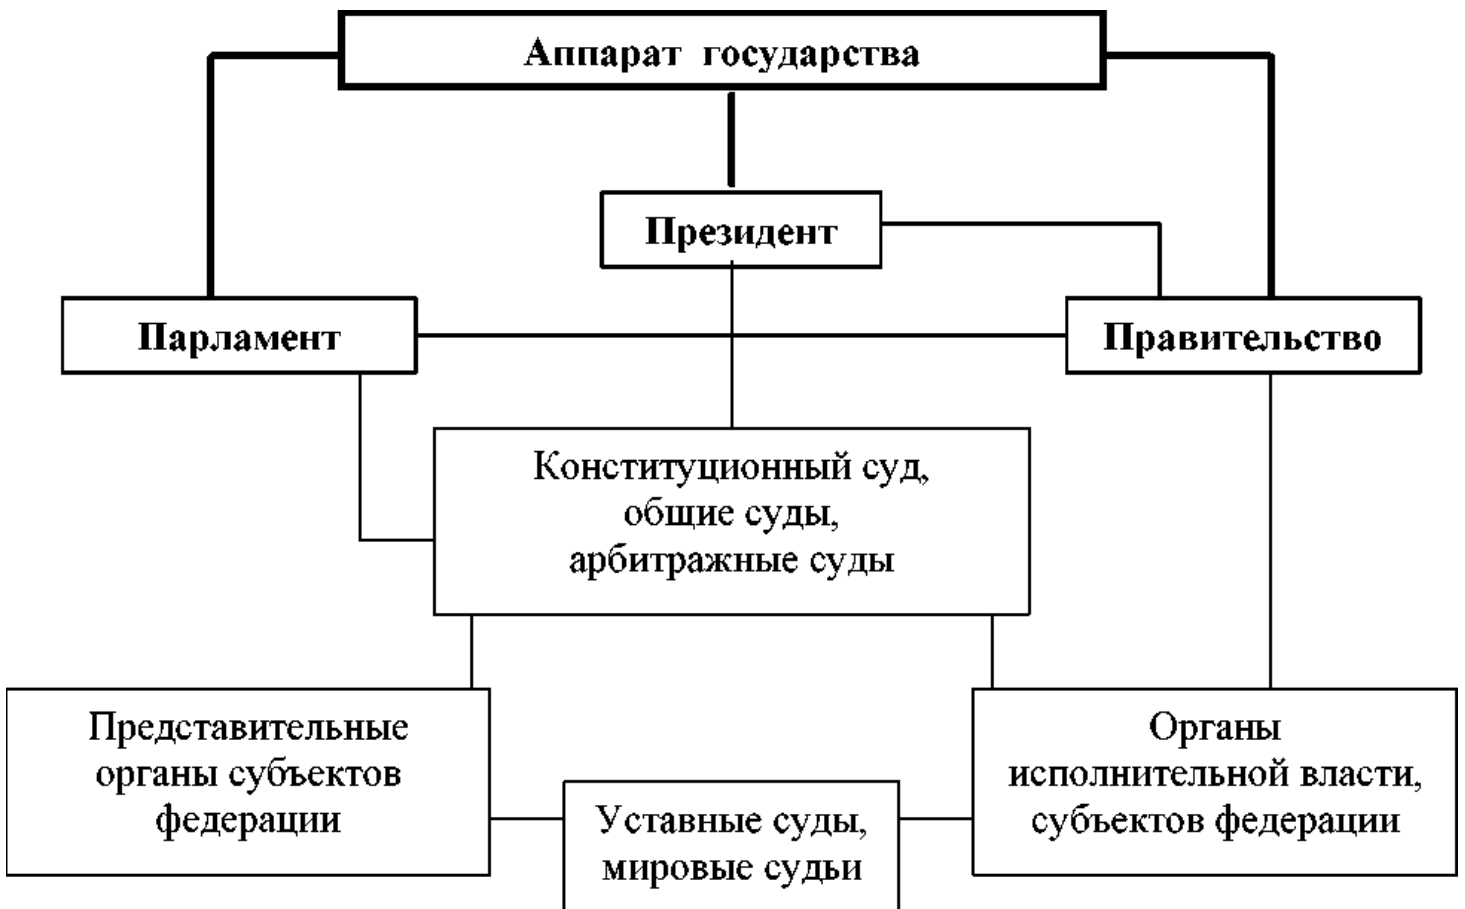 Аппарат государства
Президент
Парламент
Правительство
Конституционный суд,
общие суды,
арбитражные суды
Представительные
органы субъектов
федерации
Уставные суды,
мировые судьи
Органы
исполнительной власти,
субъектов федерации